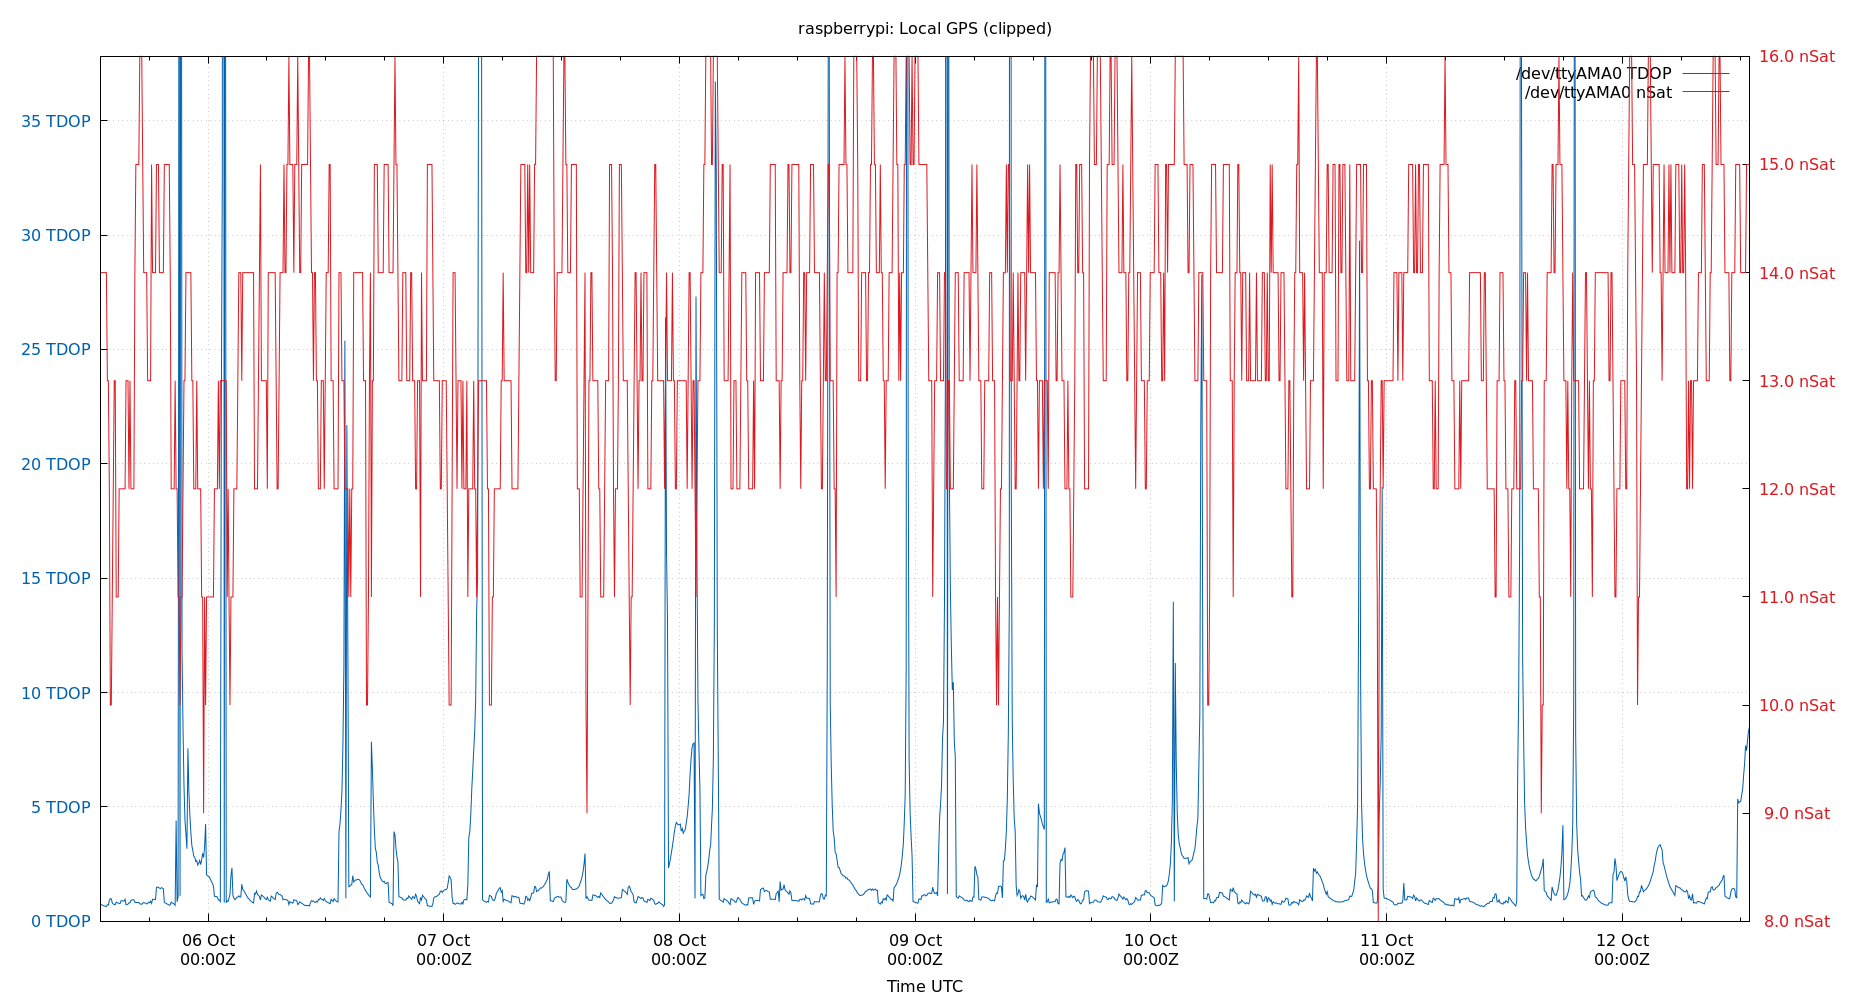 raspberrypi: Local GPS (clipped)
/dev/ttyAMA0 TDOP
/dev/ttyAMA0 nSat
35 TDOP
30 TDOP
25 TDOP
20 TDOP
15 TDOP
10 TDOP
5 TDOP
0 TDOP
16.0 nSat
15.0 nSat
14.0 nSat
13.0 nSat
12.0 nSat
11.0 nSat
10.0 nSat
9.0 nSat
8.0 nSat
06 Oct
00:00Z
07 Oct
00:00Z
08 Oct
00:00Z
09 Oct
00:00Z
10 Oct
00:00Z
11 Oct
00:00Z
12 Oct
00:00Z
Time UTC